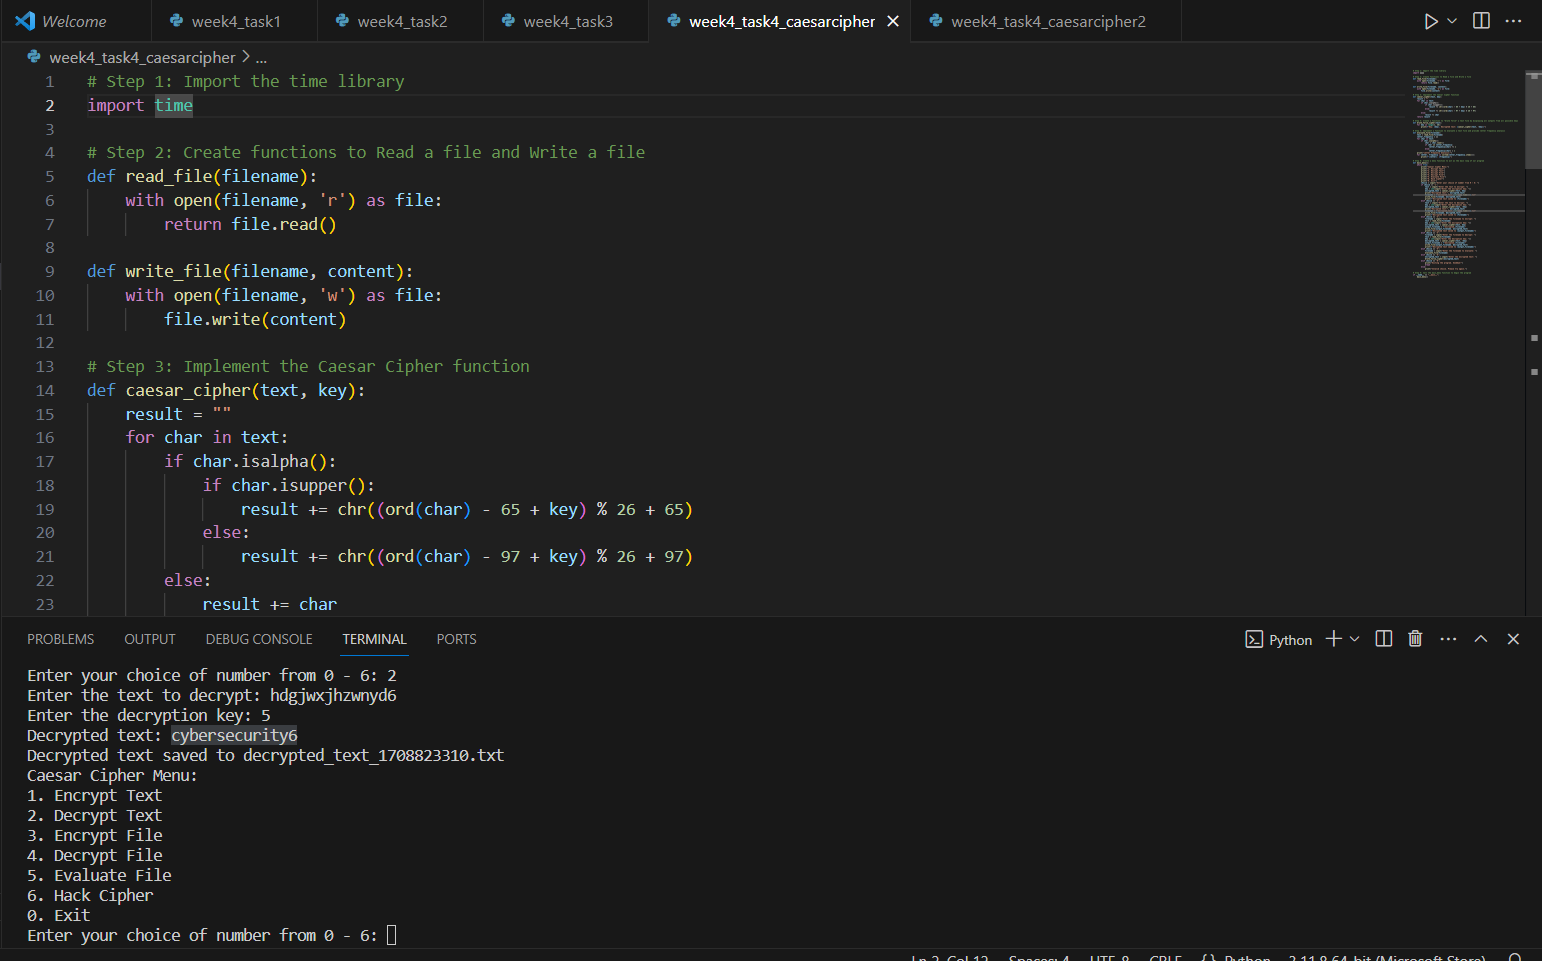 Welcome week4_task1 week4_task2 week4_task3 week4_task4_caesarcipher week4_task4_caesarcipher2
week4_task4_caesarcipher > ...
1 # Step 1: Import the time library
2 import time
3
4 # Step 2: Create functions to Read a file and Write a file
5 def read_file(filename):
6 with open(filename, 'r') as file:
7 return file.read()
8
9 def write_file(filename, content):
10 with open(filename, 'w') as file:
11 file.write(content)
12
13 # Step 3: Implement the Caesar Cipher function
14 def caesar_cipher(text, key):
15 result = ""
16 for char in text:
17 if char.isalpha():
18 if char.isupper():
19 result += chr((ord(char) - 65 + key) % 26 + 65)
20 else:
21 result += chr((ord(char) - 97 + key) % 26 + 97)
22 else:
23 result += char
PROBLEMS OUTPUT DEBUG CONSOLE TERMINAL PORTS Python
Enter your choice of number from 0 - 6: 2
Enter the text to decrypt: hdgjwxjhzwnyd6
Enter the decryption key: 5
Decrypted text: cybersecurity6
Decrypted text saved to decrypted_text_1708823310.txt
Caesar Cipher Menu:
1. Encrypt Text
2. Decrypt Text
3. Encrypt File
4. Decrypt File
5. Evaluate File
6. Hack Cipher
0. Exit
Enter your choice of number from 0 - 6:
Ln 2, Col 12 Spaces: 4 UTF-8 CRLF {} Python 3.11.8 64-bit (Microsoft Store)